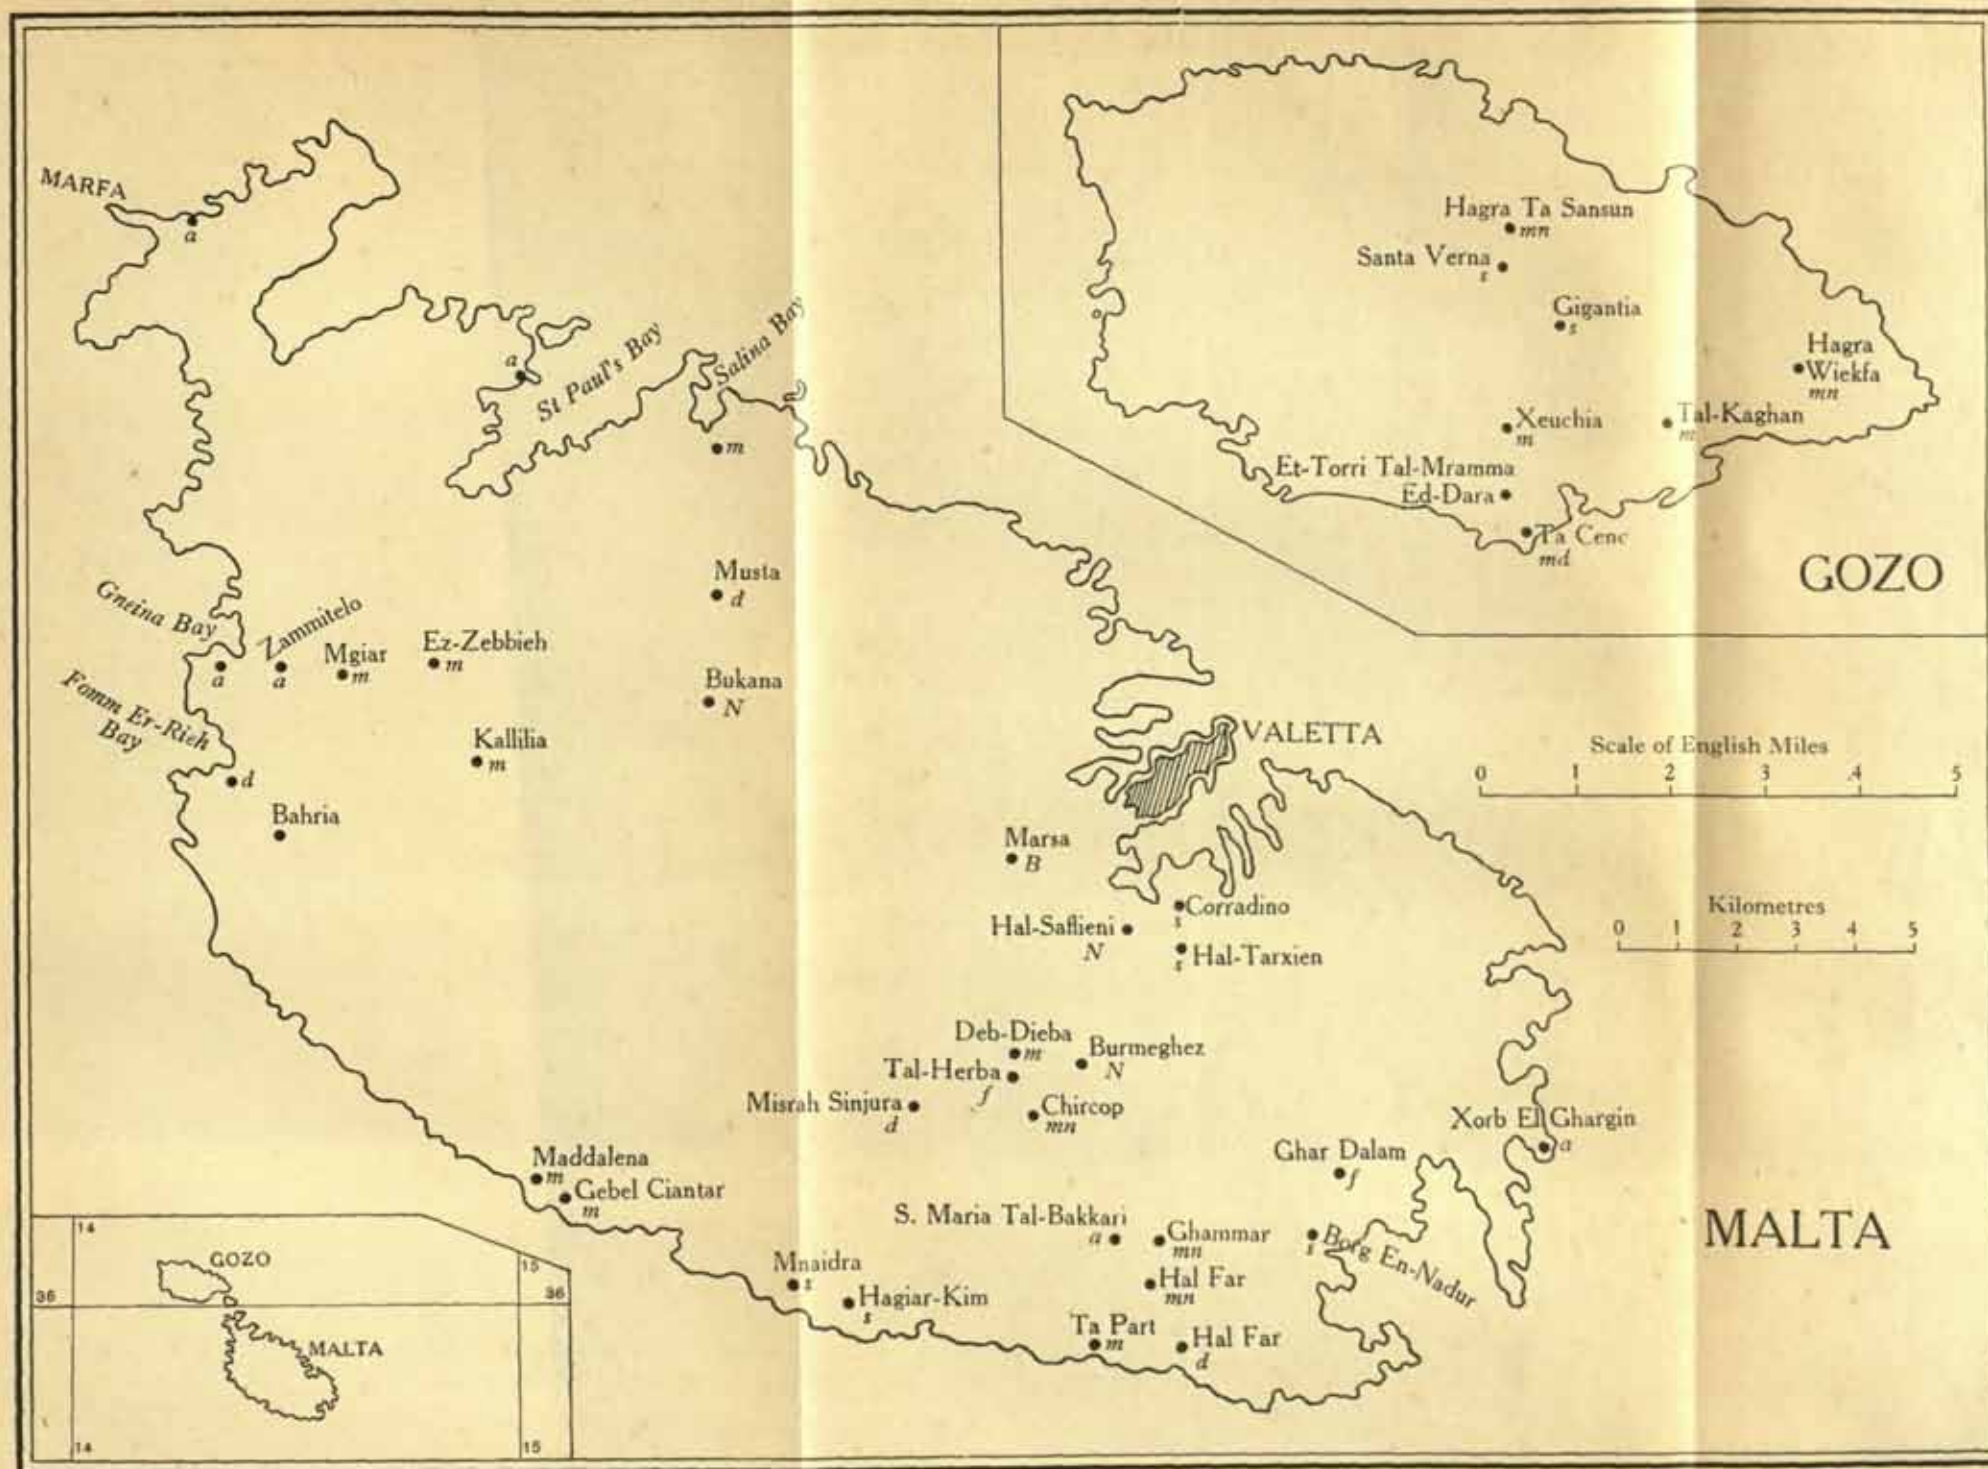 MARFA
a
a
St Paul's Bay
Salina Bay
m
Musta
d
Gneina Bay
a
Zammitelo
a
Mgiar
m
Ez-Zebbieh
m
Bukana
N
Fomm Er-Rieh
Bay
d
Kallilia
m
Bahria
VALETTA
Marsa
B
Corradino
s
Hal-Saflieni
N
Hal-Tarxien
s
Deb-Dieba
m
Burmeghez
N
Tal-Herba
f
Misrah Sinjura
d
Chircop
mn
Xorb El Ghargin
a
Ghar Dalam
f
Maddalena
m
Gebel Ciantar
m
S. Maria Tal-Bakkari
a
Ghammar
mn
Borg En-Nadur
s
Mnaidra
s
Hagiar-Kim
s
Hal Far
mn
Ta Part
m
Hal Far
d
MALTA
Hagra Ta Sansun
mn
Santa Verna
s
Gigantia
s
Hagra
Wiekfa
mn
Xeuchia
m
Tal-Kaghan
m
Et-Torri Tal-Mramma
Ed-Dara
Ta Cenc
md
GOZO
Scale of English Miles
0 1 2 3 4 5
Kilometres
0 1 2 3 4 5
14
15
GOZO
36
36
MALTA
14
15